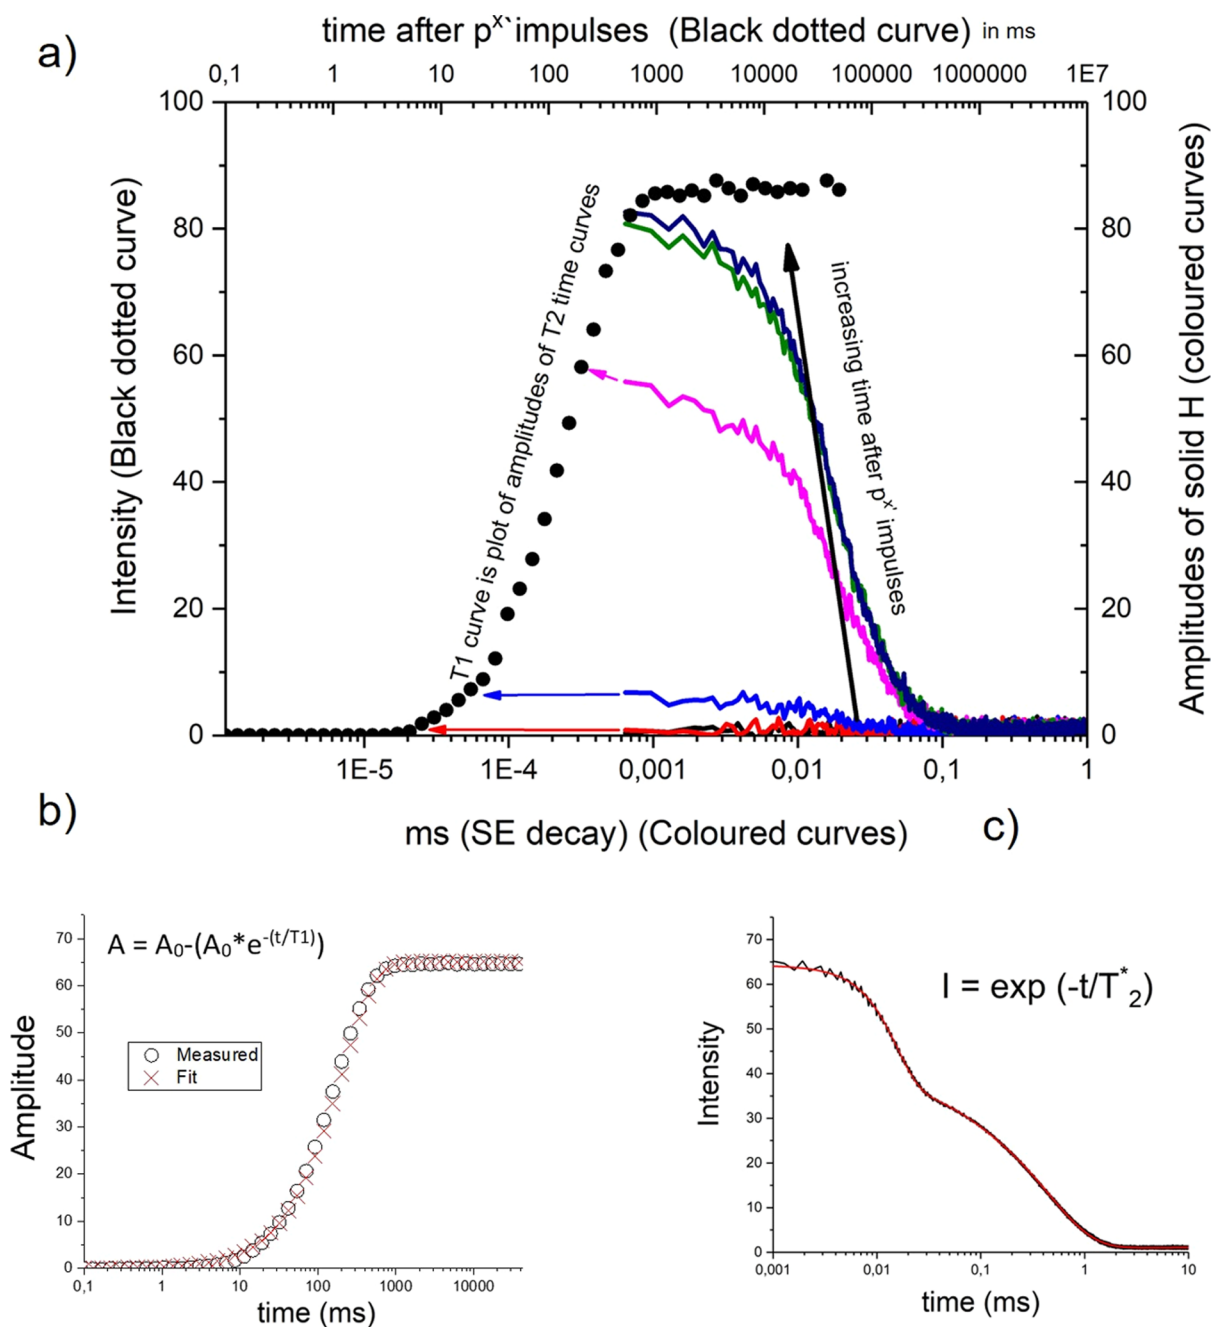 a)
time after pˣ`impulses (Black dotted curve) in ms
0,1 1 10 100 1000 10000 100000 1000000 1E7
100
80
60
40
20
0
Intensity (Black dotted curve)
T1 curve is plot of amplitudes of T2 time curves
increasing time after pˣ' impulses
100
80
60
40
20
0
Amplitudes of solid H (coloured curves)
1E-5 1E-4 0,001 0,01 0,1 1
ms (SE decay) (Coloured curves)
b)
A = A₀-(A₀*e⁻⁽ᵗ/ᵀ¹⁾)
Measured
Fit
70
60
50
40
30
20
10
0
Amplitude
0,1 1 10 100 1000 10000
time (ms)
c)
I = exp (-t/T*₂)
70
60
50
40
30
20
10
0
Intensity
0,001 0,01 0,1 1 10
time (ms)